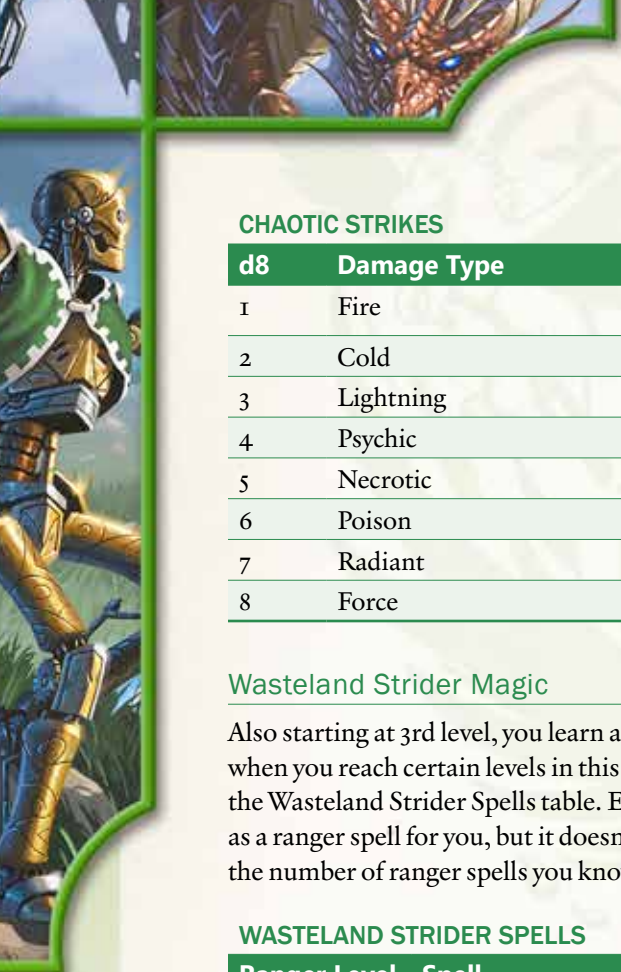 CHAOTIC STRIKES
d8 Damage Type
1 Fire
2 Cold
3 Lightning
4 Psychic
5 Necrotic
6 Poison
7 Radiant
8 Force
Wasteland Strider Magic
Also starting at 3rd level, you learn a
when you reach certain levels in this
the Wasteland Strider Spells table. E
as a ranger spell for you, but it doesn
the number of ranger spells you kno
WASTELAND STRIDER SPELLS
Ranger Level Spell